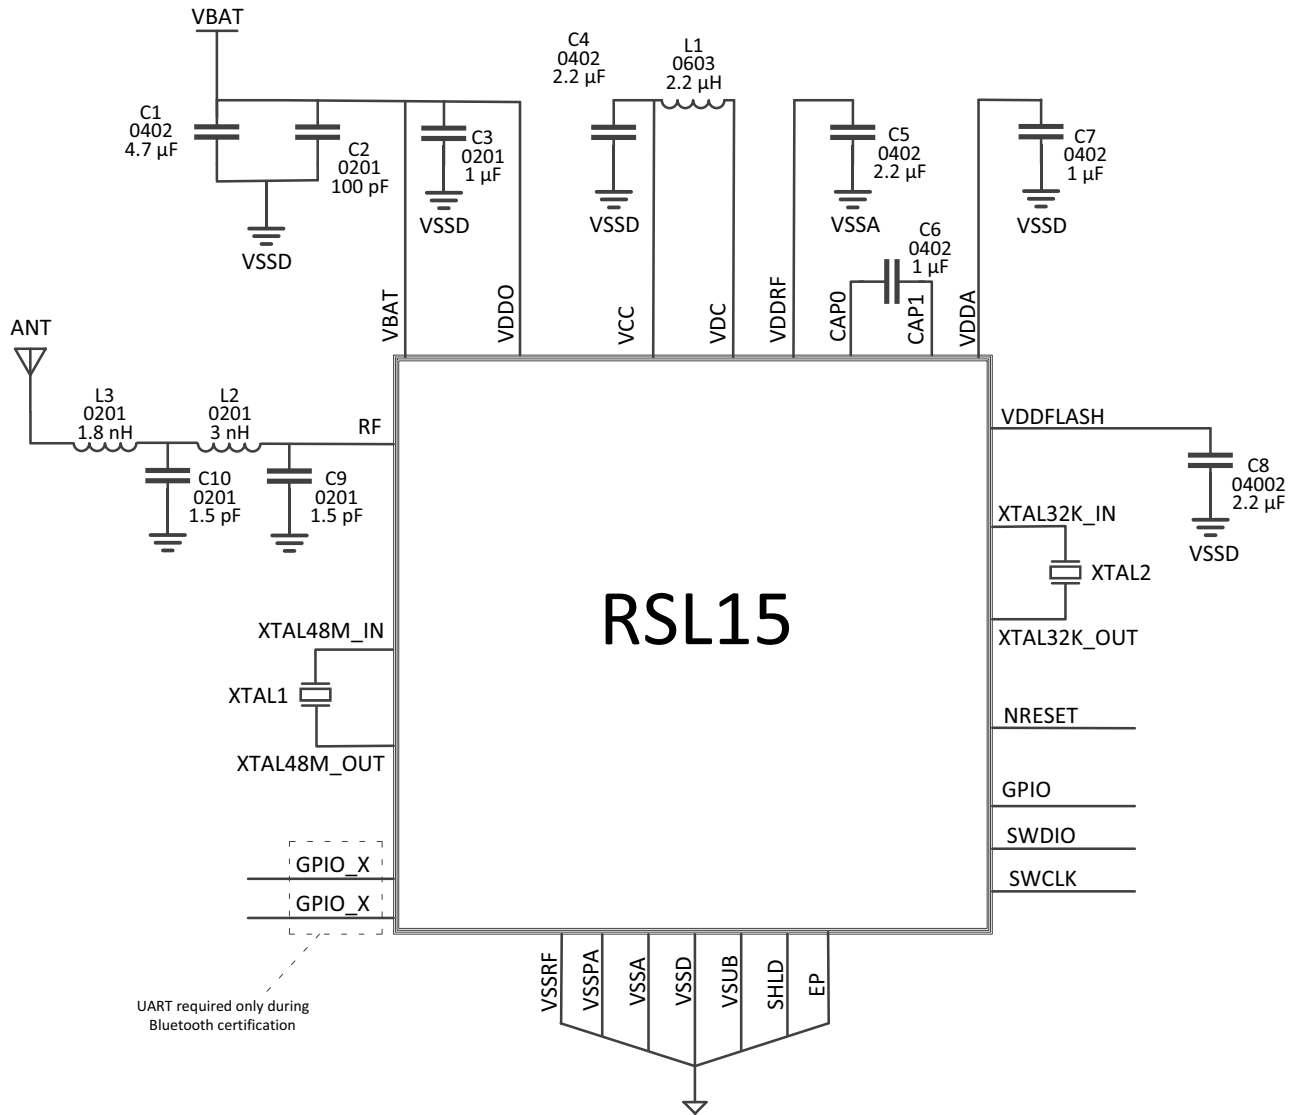 VBAT
C1
0402
4.7 µF
C2
0201
100 pF
VSSD
C3
0201
1 µF
VSSD
C4
0402
2.2 µF
VSSD
L1
0603
2.2 µH
C5
0402
2.2 µF
VSSA
C6
0402
1 µF
C7
0402
1 µF
VSSD
VBAT
VDDO
VCC
VDC
VDDRF
CAP0
CAP1
VDDA
ANT
L3
0201
1.8 nH
L2
0201
3 nH
RF
C10
0201
1.5 pF
C9
0201
1.5 pF
VDDFLASH
C8
04002
2.2 µF
VSSD
XTAL32K_IN
XTAL2
XTAL32K_OUT
RSL15
XTAL48M_IN
XTAL1
XTAL48M_OUT
NRESET
GPIO
SWDIO
SWCLK
GPIO_X
GPIO_X
UART required only during
Bluetooth certification
VSSRF
VSSPA
VSSA
VSSD
VSUB
SHLD
EP